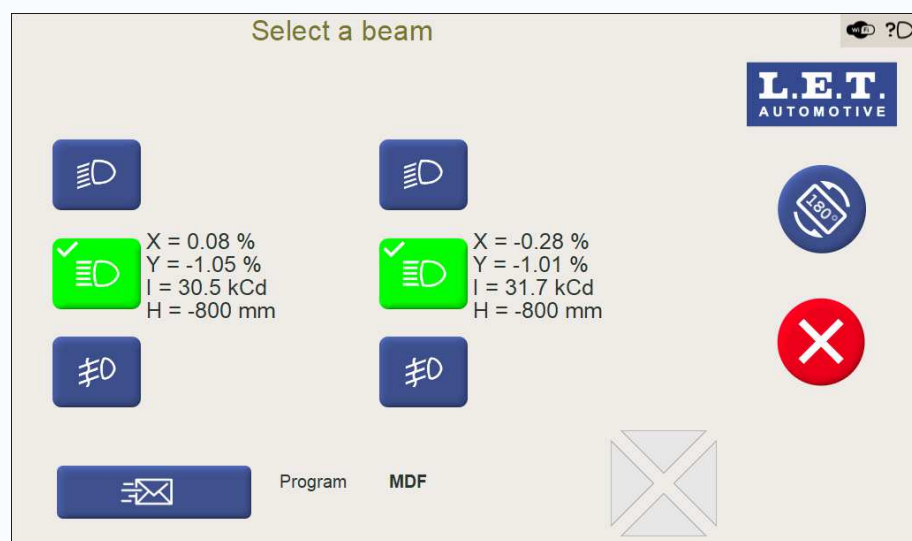 Select a beam
WiFi
?
L.E.T.
AUTOMOTIVE
180°
X = 0.08 %
Y = -1.05 %
I = 30.5 kCd
H = -800 mm
X = -0.28 %
Y = -1.01 %
I = 31.7 kCd
H = -800 mm
Program MDF